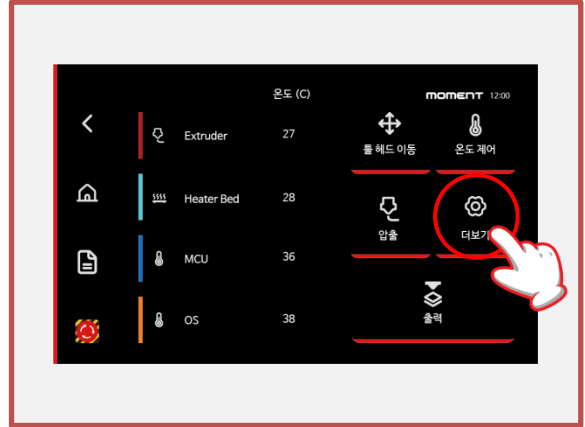 온도 (C)
moment 12:00
Extruder 27
Heater Bed 28
MCU 36
OS 38
툴 헤드 이동
온도 제어
압출
더보기
출력